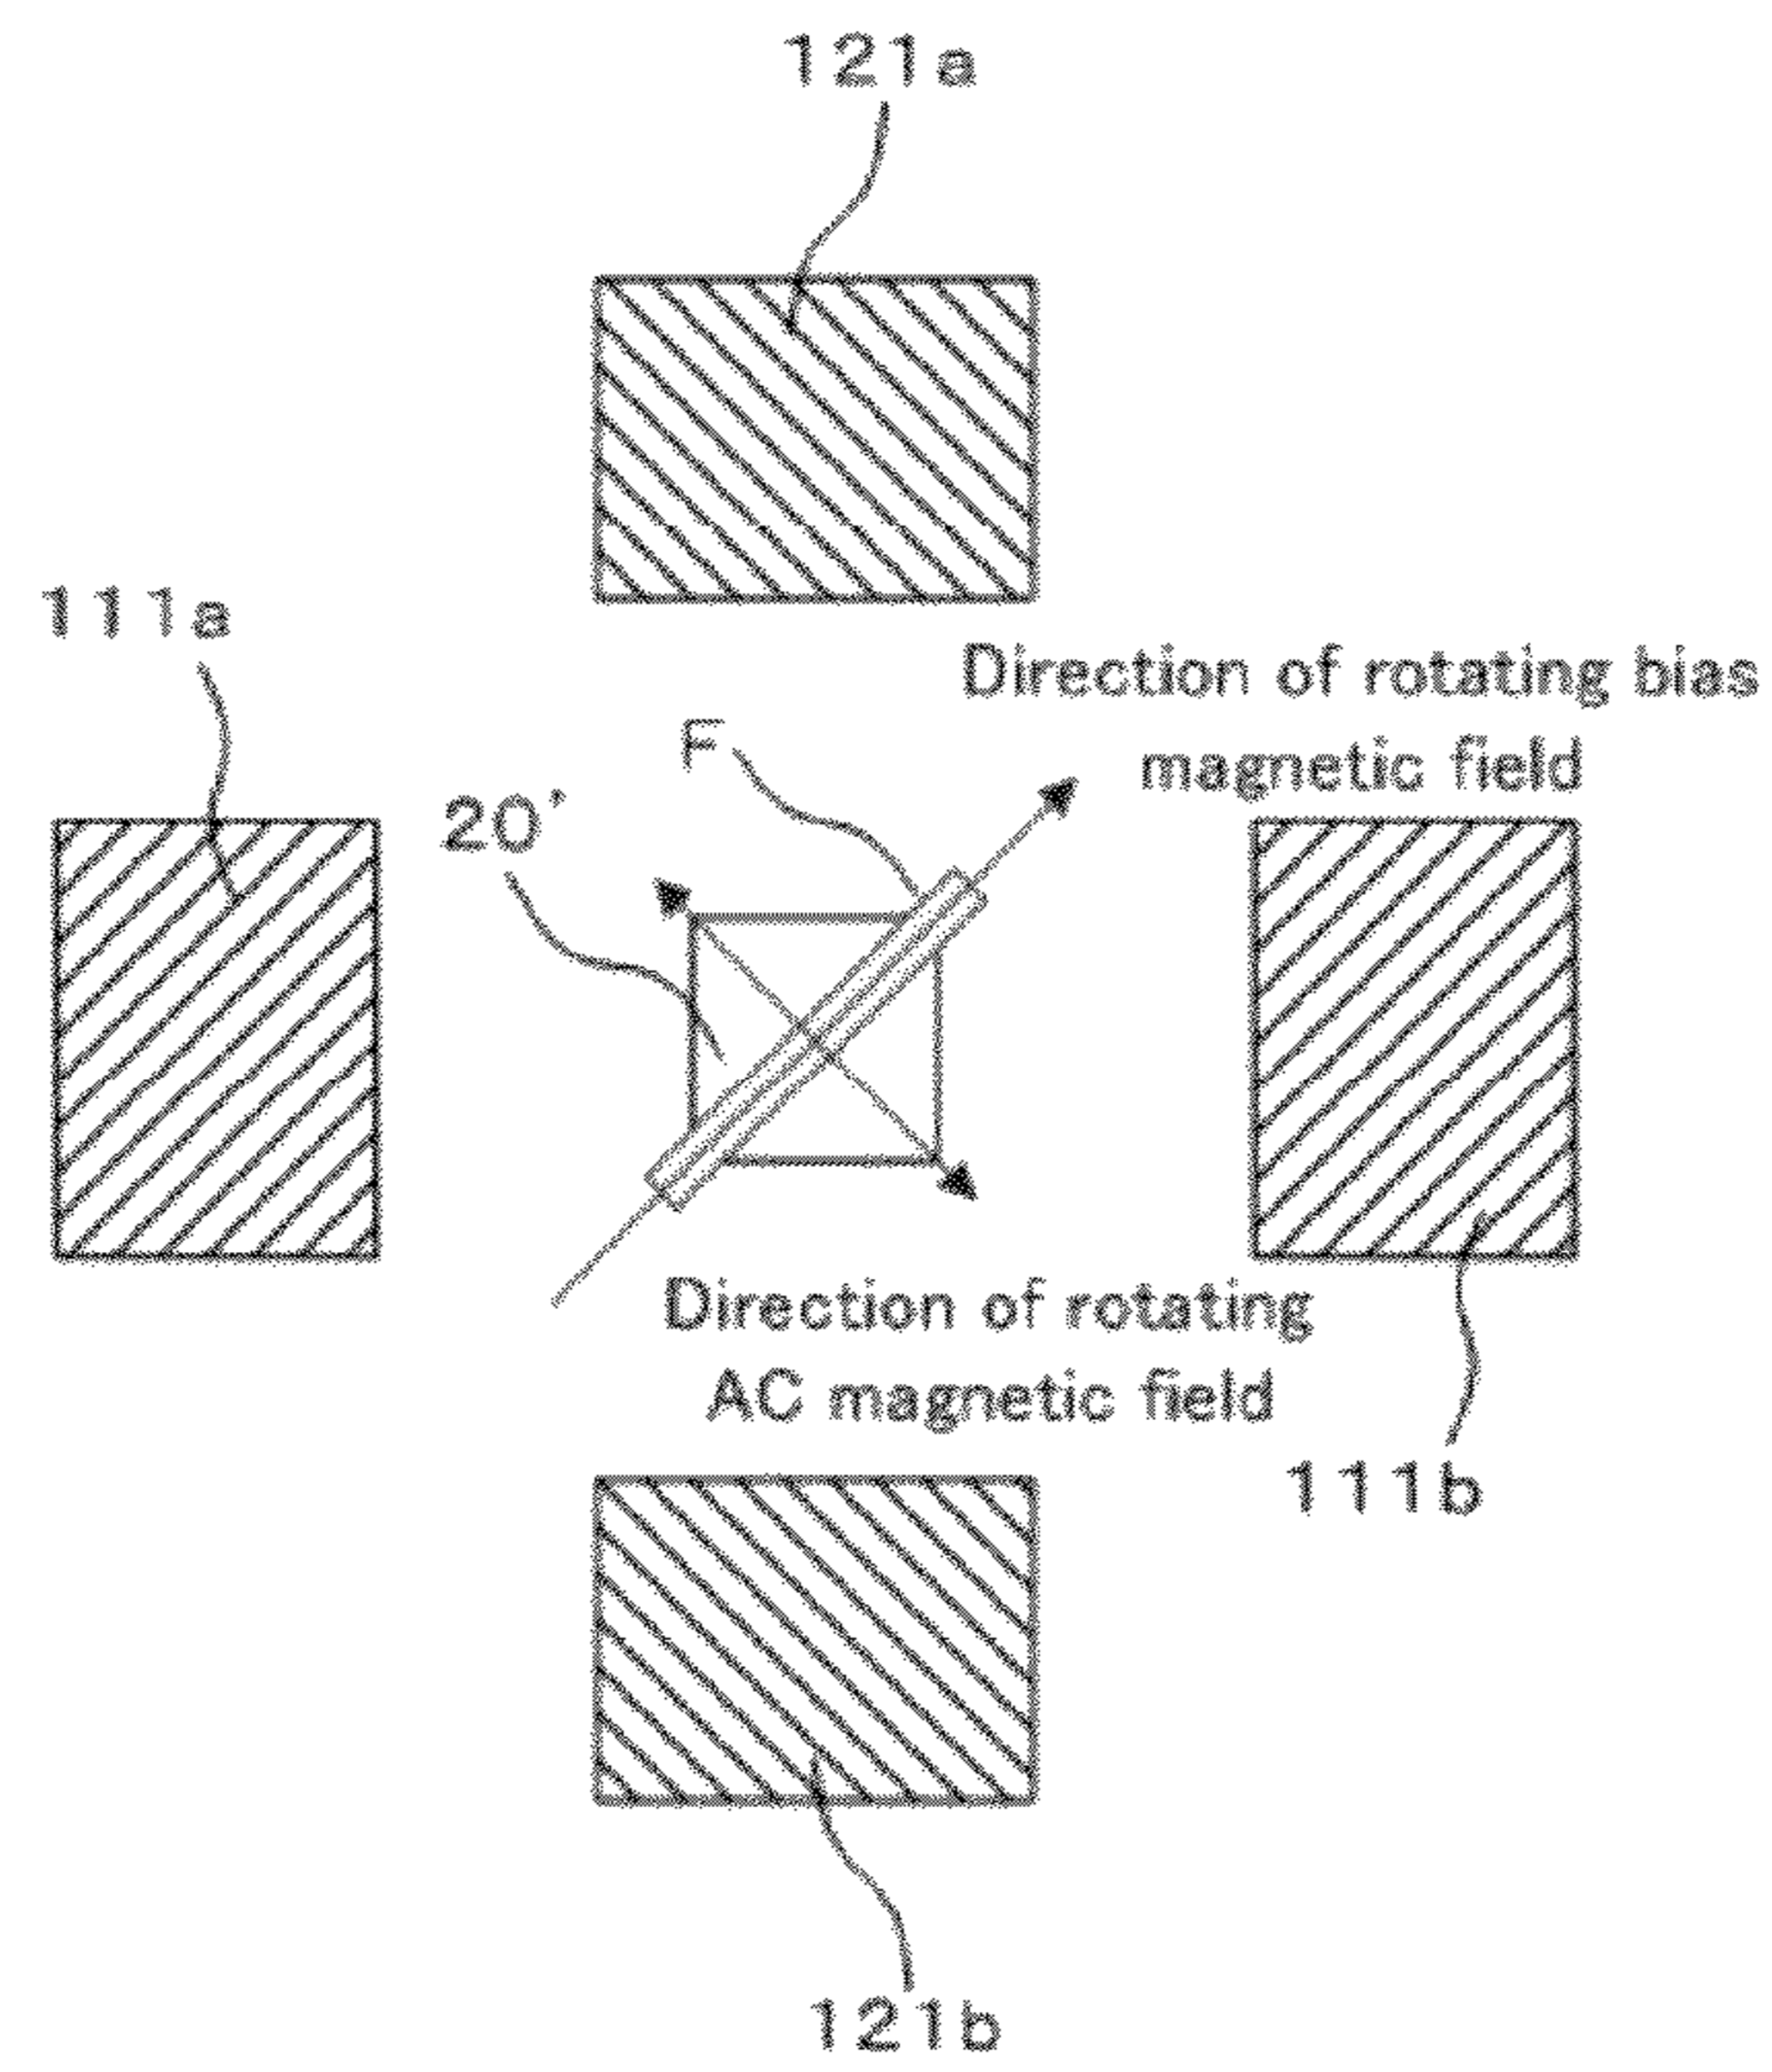 121a
111a
Direction of rotating bias
magnetic field
F
20’
Direction of rotating
AC magnetic field
111b
121b